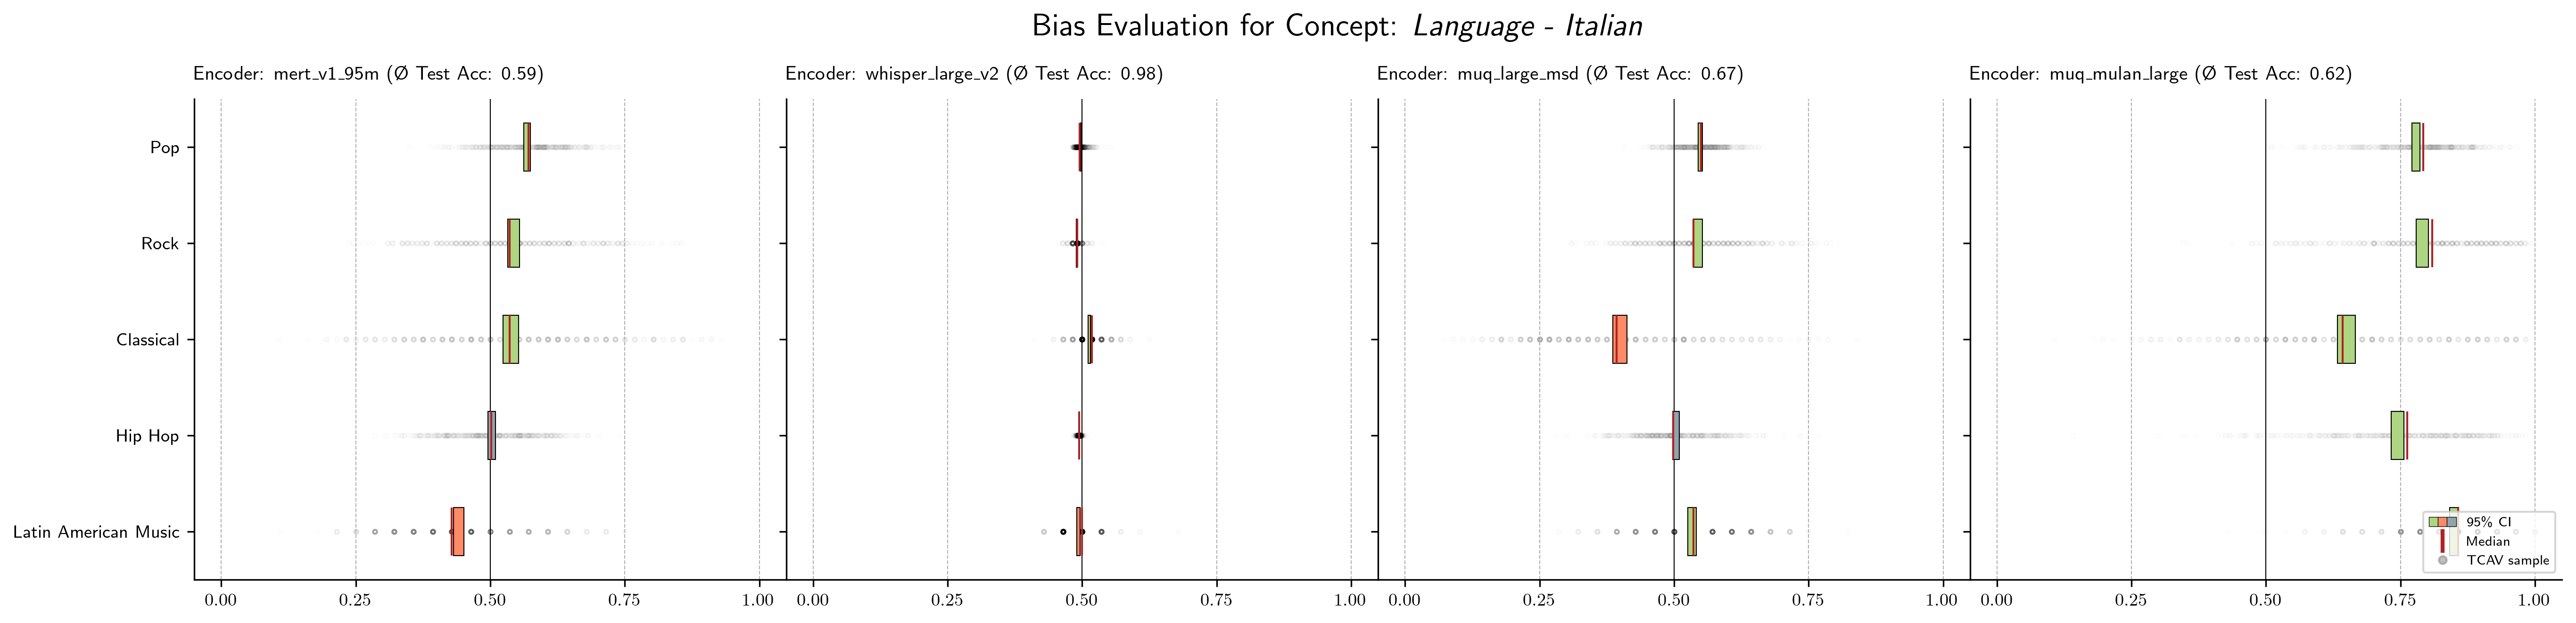 Bias Evaluation for Concept: Language - Italian
Encoder: mert_v1_95m (Ø Test Acc: 0.59)
Encoder: whisper_large_v2 (Ø Test Acc: 0.98)
Encoder: muq_large_msd (Ø Test Acc: 0.67)
Encoder: muq_mulan_large (Ø Test Acc: 0.62)
Pop
Rock
Classical
Hip Hop
Latin American Music
95% CI
Median
TCAV sample
0.00 0.25 0.50 0.75 1.00
0.00 0.25 0.50 0.75 1.00
0.00 0.25 0.50 0.75 1.00
0.00 0.25 0.50 0.75 1.00